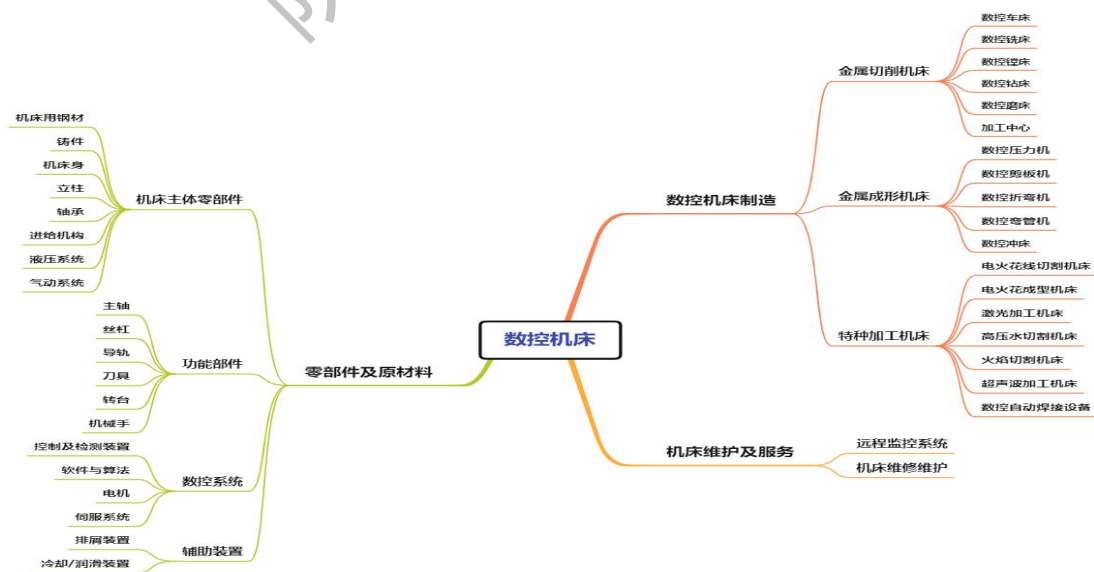 数控机床
零部件及原材料
机床主体零部件
机床用钢材
铸件
机床身
立柱
轴承
进给机构
液压系统
气动系统
功能部件
主轴
丝杠
导轨
刀具
转台
机械手
数控系统
控制及检测装置
软件与算法
电机
伺服系统
辅助装置
排屑装置
冷却/润滑装置
数控机床制造
金属切削机床
数控车床
数控铣床
数控镗床
数控钻床
数控磨床
加工中心
金属成形机床
数控压力机
数控剪板机
数控折弯机
数控弯管机
数控冲床
特种加工机床
电火花线切割机床
电火花成型机床
激光加工机床
高压水切割机床
火焰切割机床
超声波加工机床
数控自动焊接设备
机床维护及服务
远程监控系统
机床维修维护